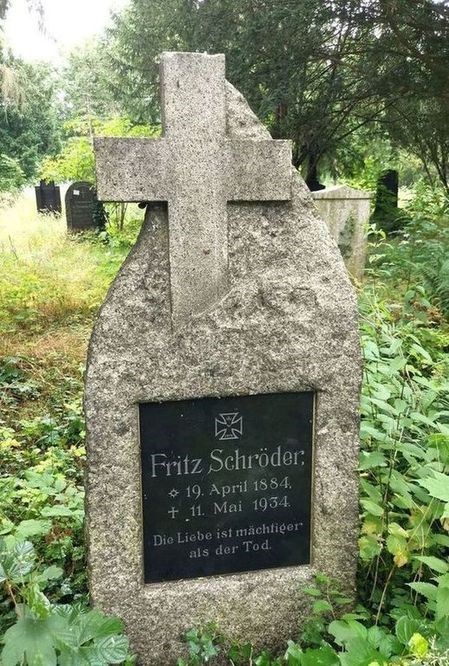 Fritz Schröder,
✡ 19. April 1884,
✝ 11. Mai 1934.
Die Liebe ist mächtiger
als der Tod.